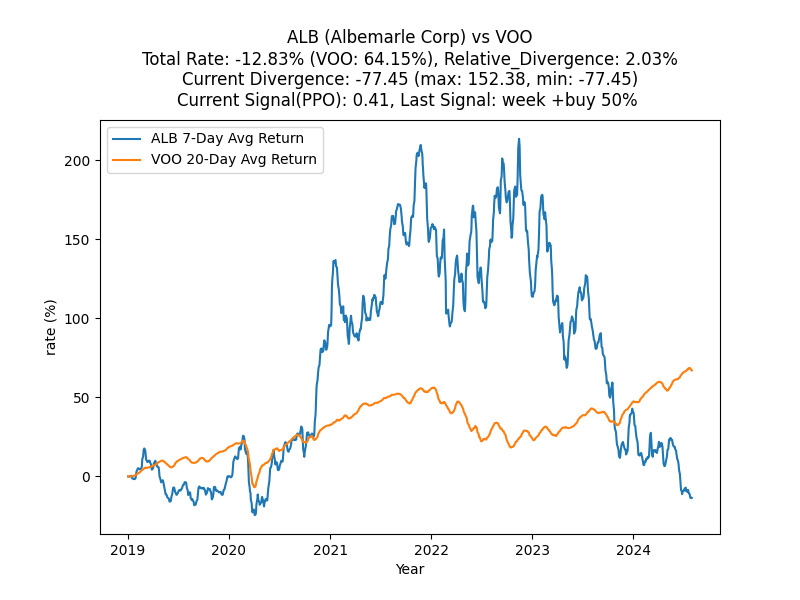 ALB (Albemarle Corp) vs VOO
Total Rate: -12.83% (VOO: 64.15%), Relative_Divergence: 2.03%
Current Divergence: -77.45 (max: 152.38, min: -77.45)
Current Signal(PPO): 0.41, Last Signal: week +buy 50%
ALB 7-Day Avg Return
VOO 20-Day Avg Return
200
150
100
50
0
rate (%)
2019 2020 2021 2022 2023 2024
Year